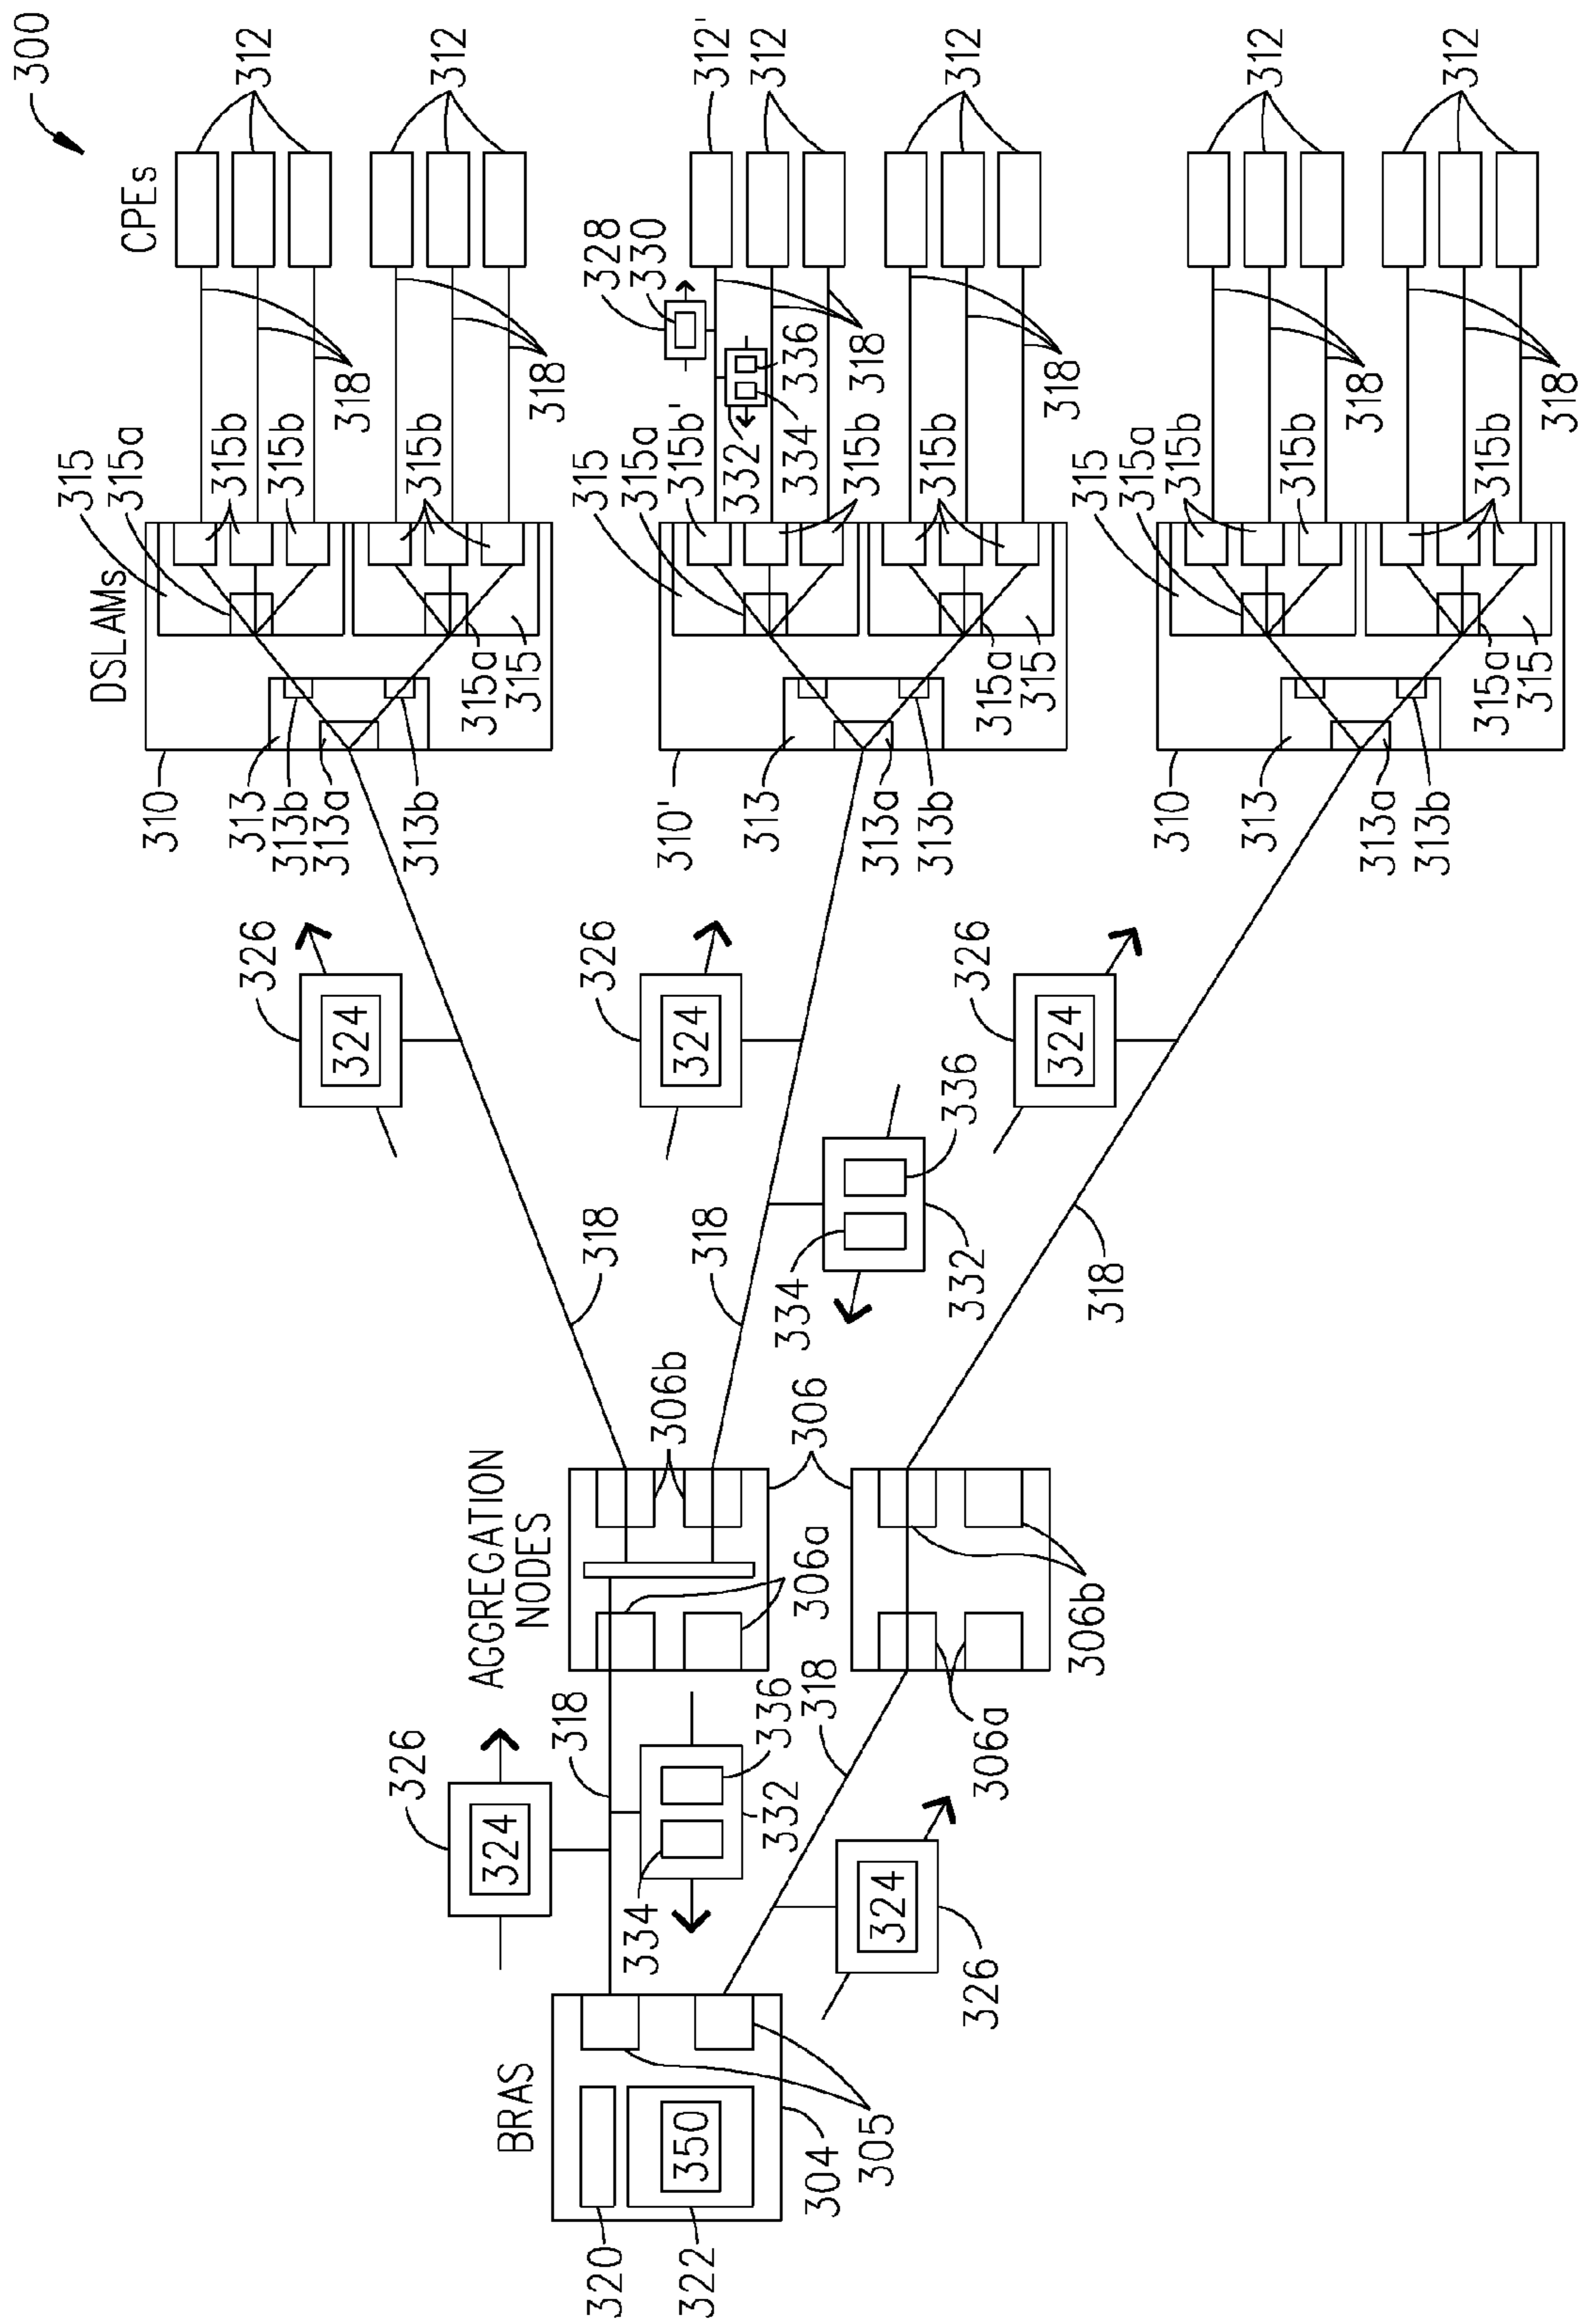 300
CPEs
DSLAMs
315
315a
310
313
315b
312
326
313b
315b
313a
324
318
326
313b
315b
312
315a
AGGREGATION
324
BRAS
315
NODES
318
318
320
318
326
328
315
334
315a
330
306b
310'
315b'
322
350
324
318
312'
332
336
313
332
312
334
318
334
336
306a
306
304
318
315b
318
305
324
313a
315b
312
313b
332
336
315a
326
326
306a
315
318
324
306b
315
318
315a
310
315b
313
312
315b
318
313a
313b
315b
312
315a
315
318